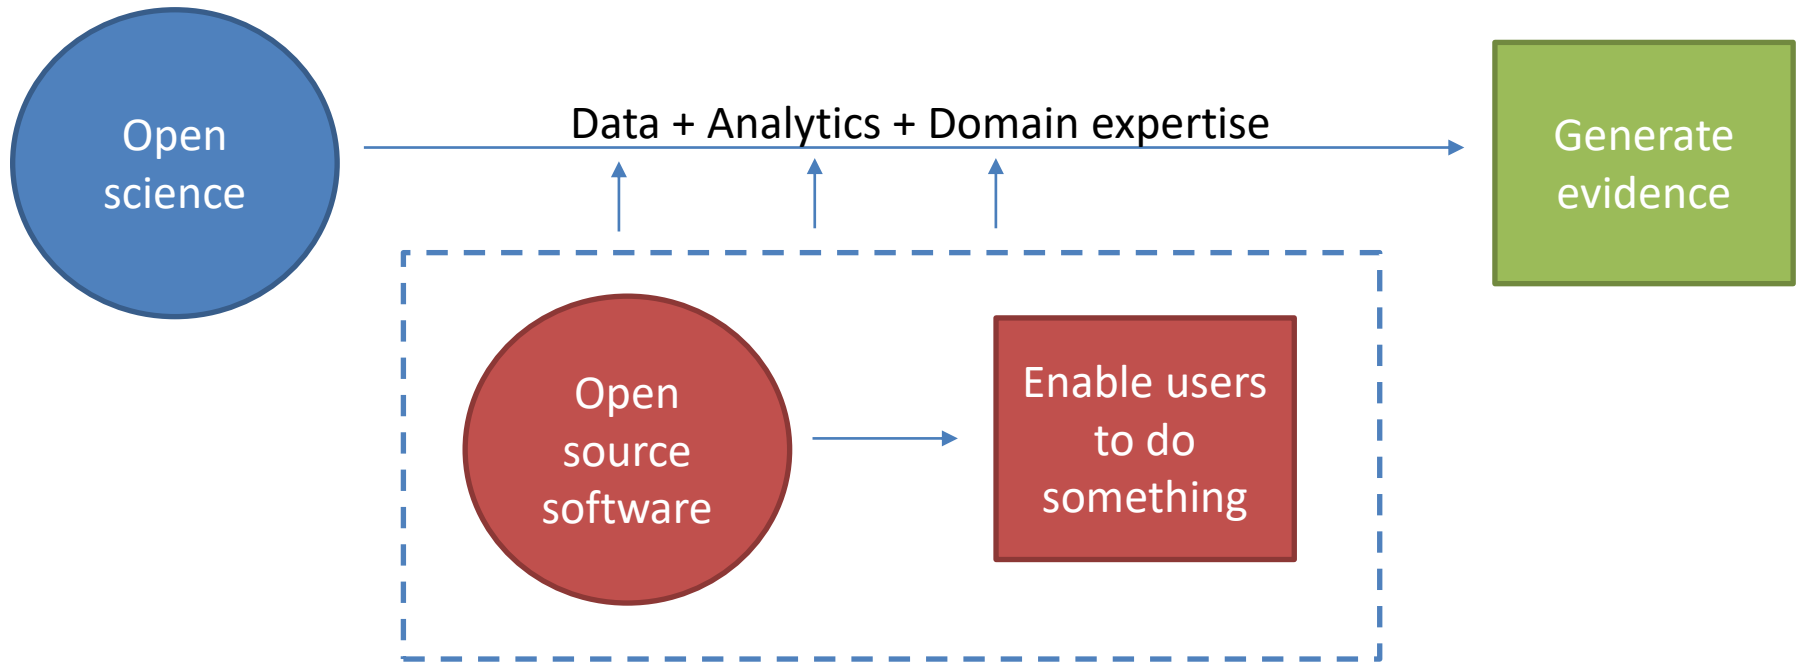 Open
science
Data + Analytics + Domain expertise
Generate
evidence
Open
source
software
Enable users
to do
something